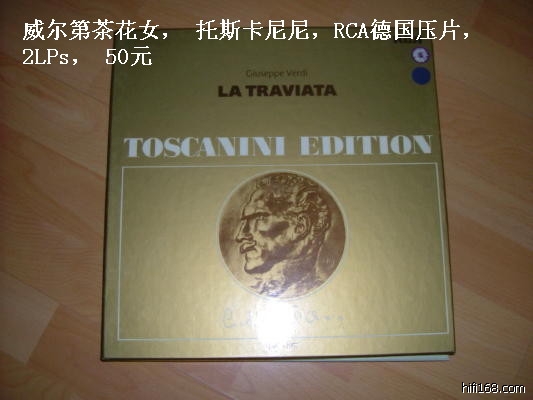 威尔第茶花女， 托斯卡尼尼，RCA德国压片，
2LPs， 50元
Giuseppe Verdi
LA TRAVIATA
TOSCANINI EDITION
hifi168.com